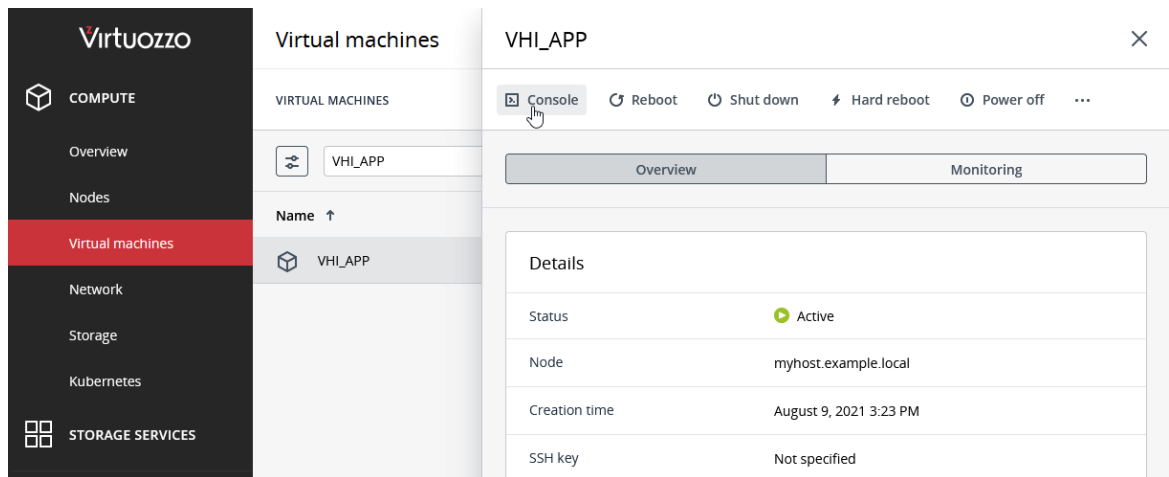 Virtuozzo
COMPUTE
Overview
Nodes
Virtual machines
Network
Storage
Kubernetes
STORAGE SERVICES
Virtual machines
VIRTUAL MACHINES
VHI_APP
Name ↑
VHI_APP
VHI_APP
Console Reboot Shut down Hard reboot Power off ...
Overview Monitoring
Details
Status Active
Node myhost.example.local
Creation time August 9, 2021 3:23 PM
SSH key Not specified